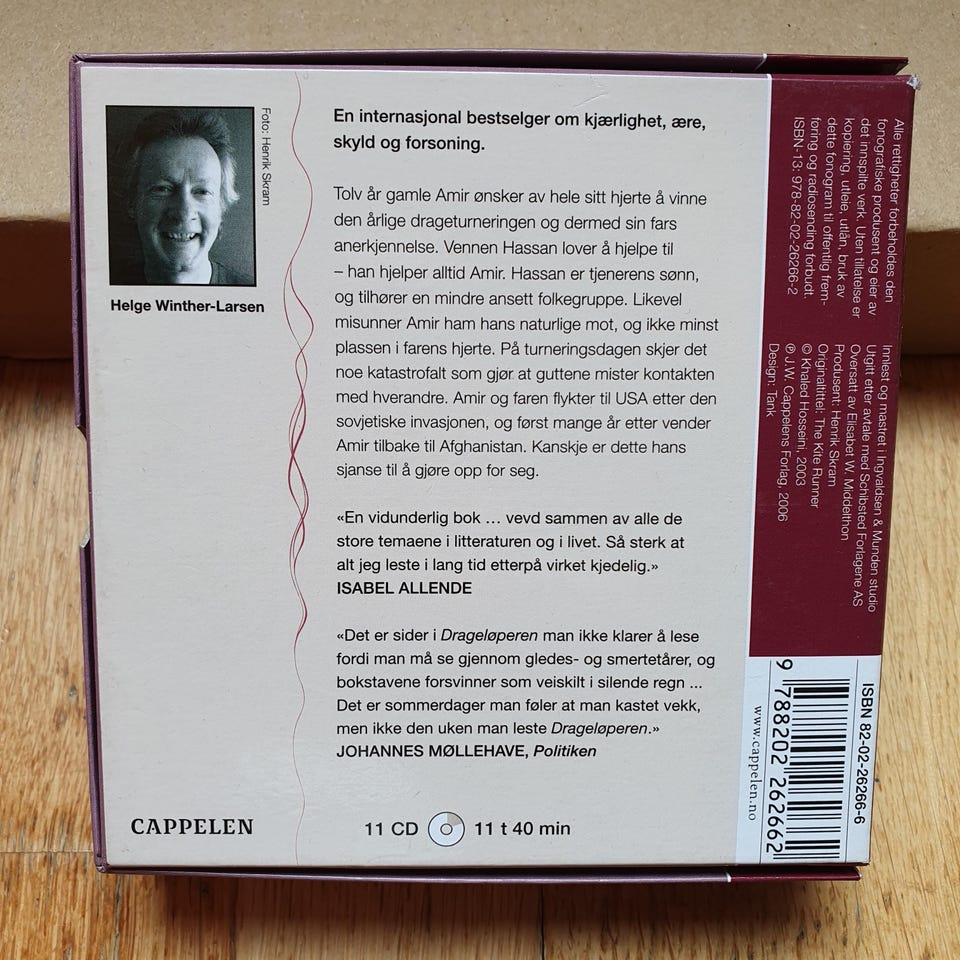 Foto: Henrik Skram
Helge Winther-Larsen
En internasjonal bestselger om kjærlighet, ære,
skyld og forsoning.
Tolv år gamle Amir ønsker av hele sitt hjerte å vinne
den årlige drageturneringen og dermed sin fars
anerkjennelse. Vennen Hassan lover å hjelpe til
– han hjelper alltid Amir. Hassan er tjenerens sønn,
og tilhører en mindre ansett folkegruppe. Likevel
misunner Amir ham hans naturlige mot, og ikke minst
plassen i farens hjerte. På turneringsdagen skjer det
noe katastrofalt som gjør at guttene mister kontakten
med hverandre. Amir og faren flykter til USA etter den
sovjetiske invasjonen, og først mange år etter vender
Amir tilbake til Afghanistan. Kanskje er dette hans
sjanse til å gjøre opp for seg.
«En vidunderlig bok … vevd sammen av alle de
store temaene i litteraturen og i livet. Så sterk at
alt jeg leste i lang tid etterpå virket kjedelig.»
ISABEL ALLENDE
«Det er sider i Drageløperen man ikke klarer å lese
fordi man må se gjennom gledes- og smertetårer, og
bokstavene forsvinner som veiskilt i silende regn ...
Det er sommerdager man føler at man kastet vekk,
men ikke den uken man leste Drageløperen.»
JOHANNES MØLLEHAVE, Politiken
CAPPELEN
11 CD
11 t 40 min
Alle rettigheter forbeholdes den
fonografiske produsent og eier av
det innspilte verk. Uten tillatelse er
kopiering, utleie, utlån, bruk av
dette fonogram til offentlig frem-
føring og radiosending forbudt.
ISBN-13: 978-82-02-26266-2
Innlest og mastret i Ingvaldsen & Munden studio
Utgitt etter avtale med Schibsted Forlagene AS
Oversatt av Elisabet W. Middelthon
Produsent: Henrik Skram
Originaltittel: The Kite Runner
© Khaled Hosseini, 2003
℗ J.W. Cappelens Forlag, 2006
Design: Tank
ISBN 82-02-26266-6
9 788202 262662
www.cappelen.no